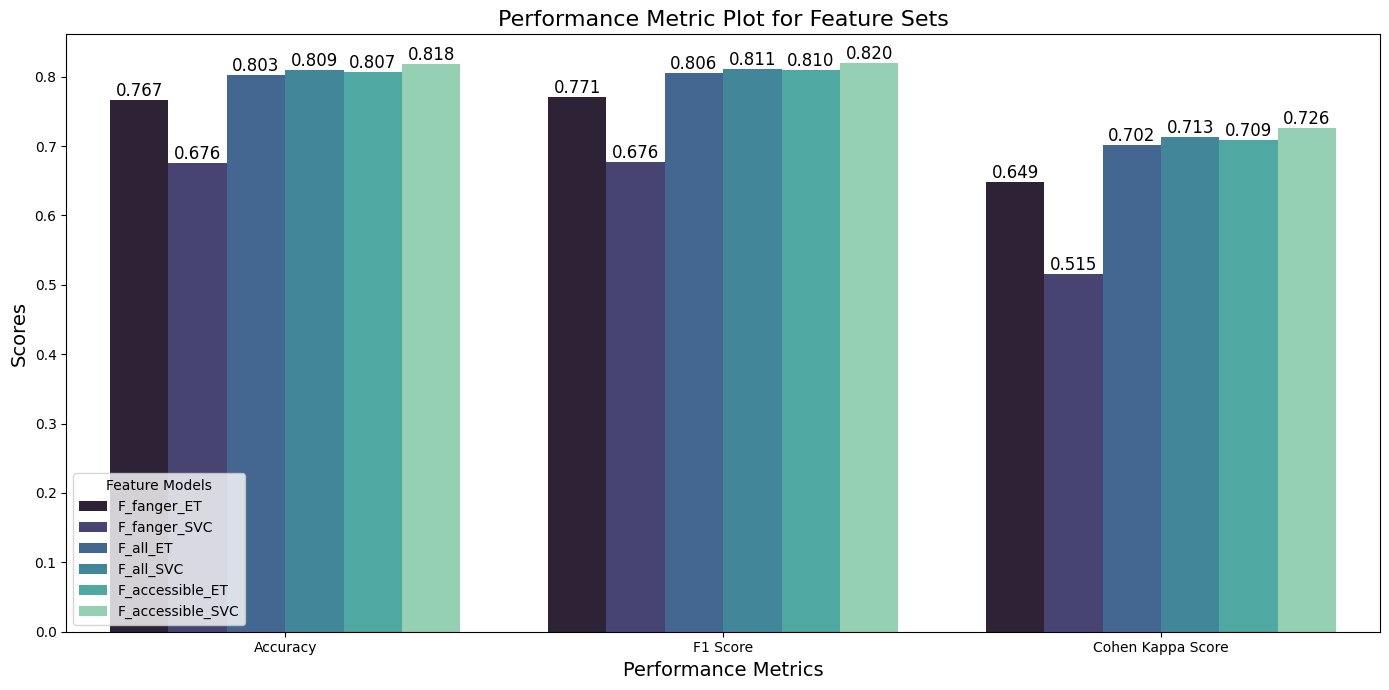 Performance Metric Plot for Feature Sets
Scores
0.8
0.7
0.6
0.5
0.4
0.3
0.2
0.1
0.0
0.767
0.676
0.803
0.809
0.807
0.818
0.771
0.676
0.806
0.811
0.810
0.820
0.649
0.515
0.702
0.713
0.709
0.726
Feature Models
F_fanger_ET
F_fanger_SVC
F_all_ET
F_all_SVC
F_accessible_ET
F_accessible_SVC
Accuracy
F1 Score
Cohen Kappa Score
Performance Metrics